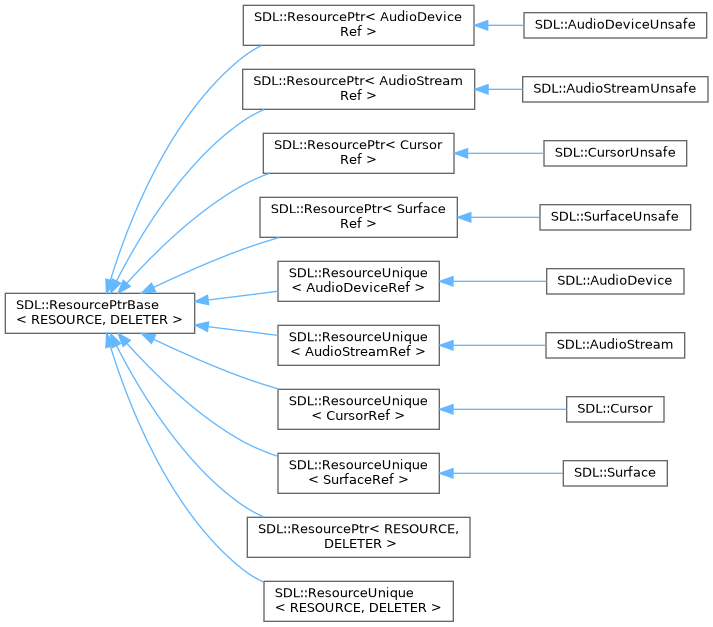 SDL::ResourcePtr< AudioDevice
Ref >
SDL::AudioDeviceUnsafe
SDL::ResourcePtr< AudioStream
Ref >
SDL::AudioStreamUnsafe
SDL::ResourcePtr< Cursor
Ref >
SDL::CursorUnsafe
SDL::ResourcePtr< Surface
Ref >
SDL::SurfaceUnsafe
SDL::ResourceUnique
< AudioDeviceRef >
SDL::AudioDevice
SDL::ResourcePtrBase
< RESOURCE, DELETER >
SDL::ResourceUnique
< AudioStreamRef >
SDL::AudioStream
SDL::ResourceUnique
< CursorRef >
SDL::Cursor
SDL::ResourceUnique
< SurfaceRef >
SDL::Surface
SDL::ResourcePtr< RESOURCE,
DELETER >
SDL::ResourceUnique
< RESOURCE, DELETER >